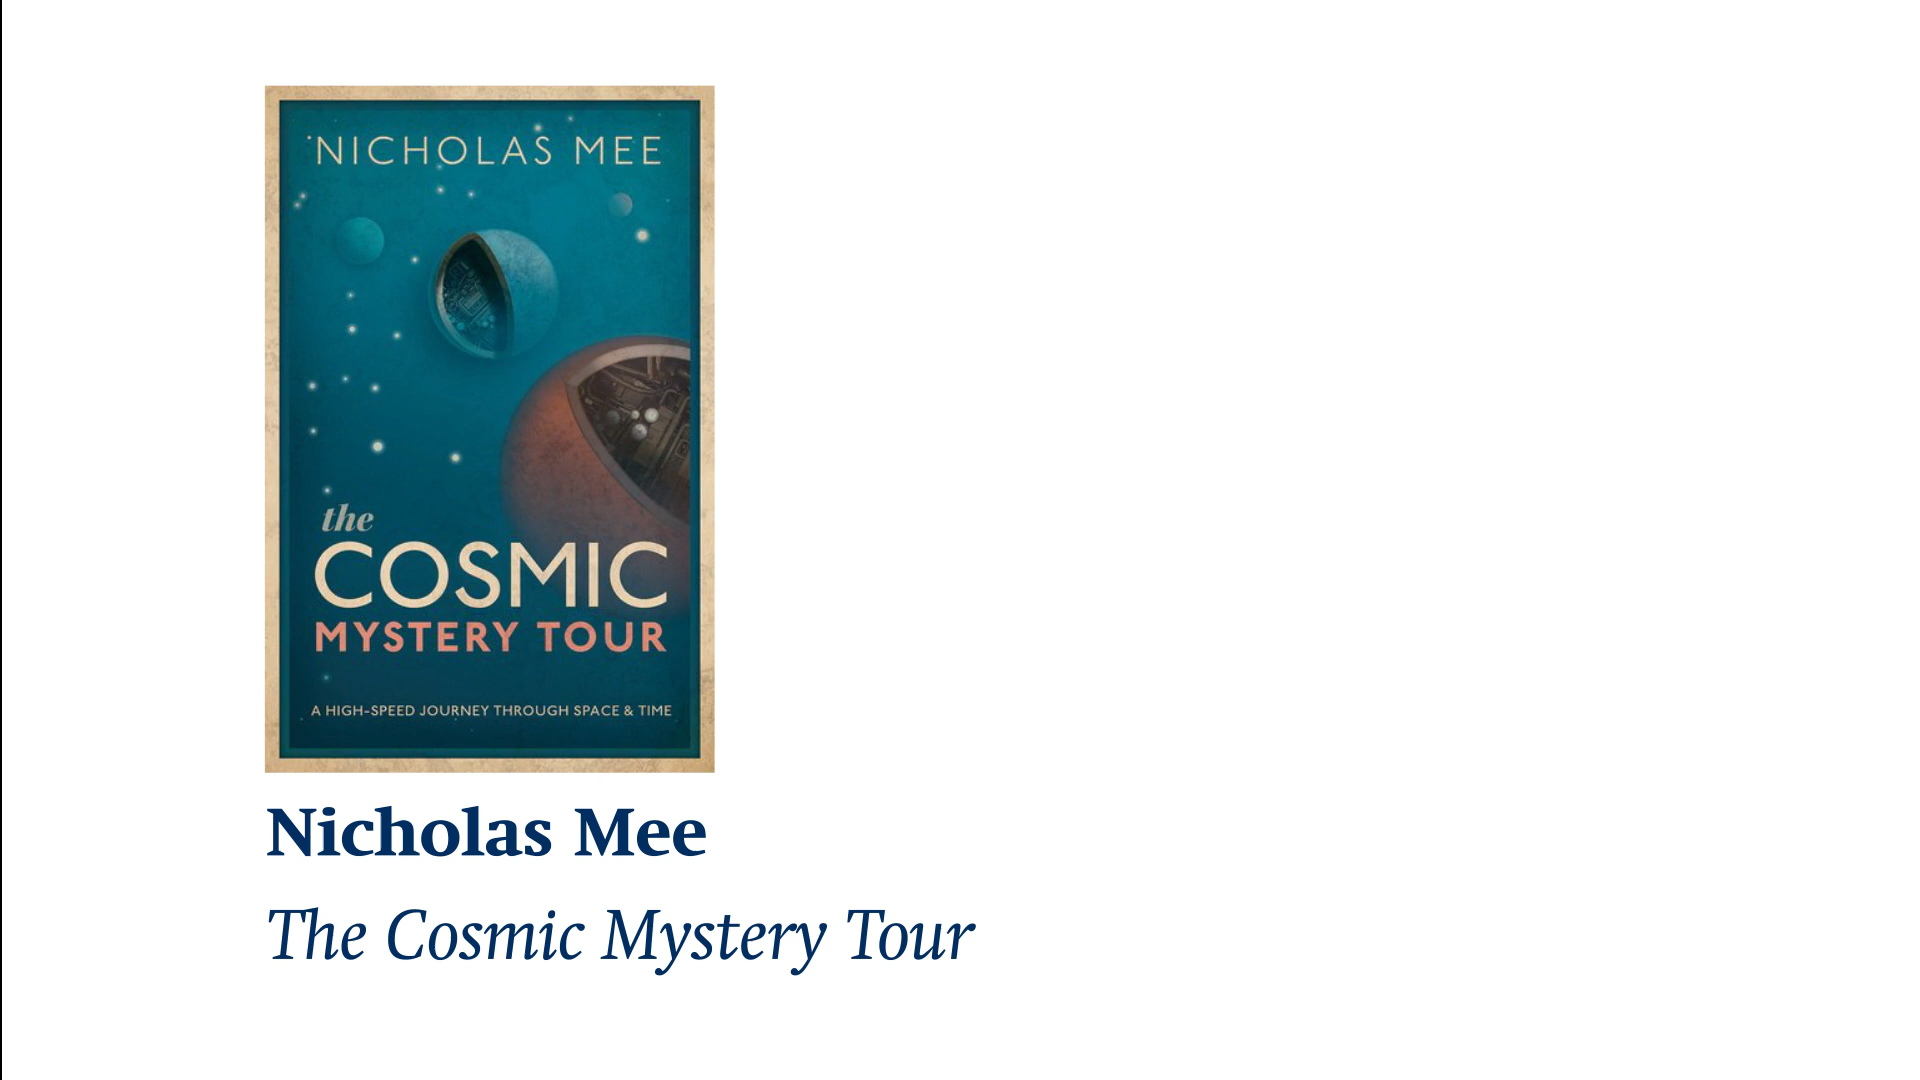 NICHOLAS MEE
the
COSMIC
MYSTERY TOUR
A HIGH-SPEED JOURNEY THROUGH SPACE & TIME
Nicholas Mee
The Cosmic Mystery Tour